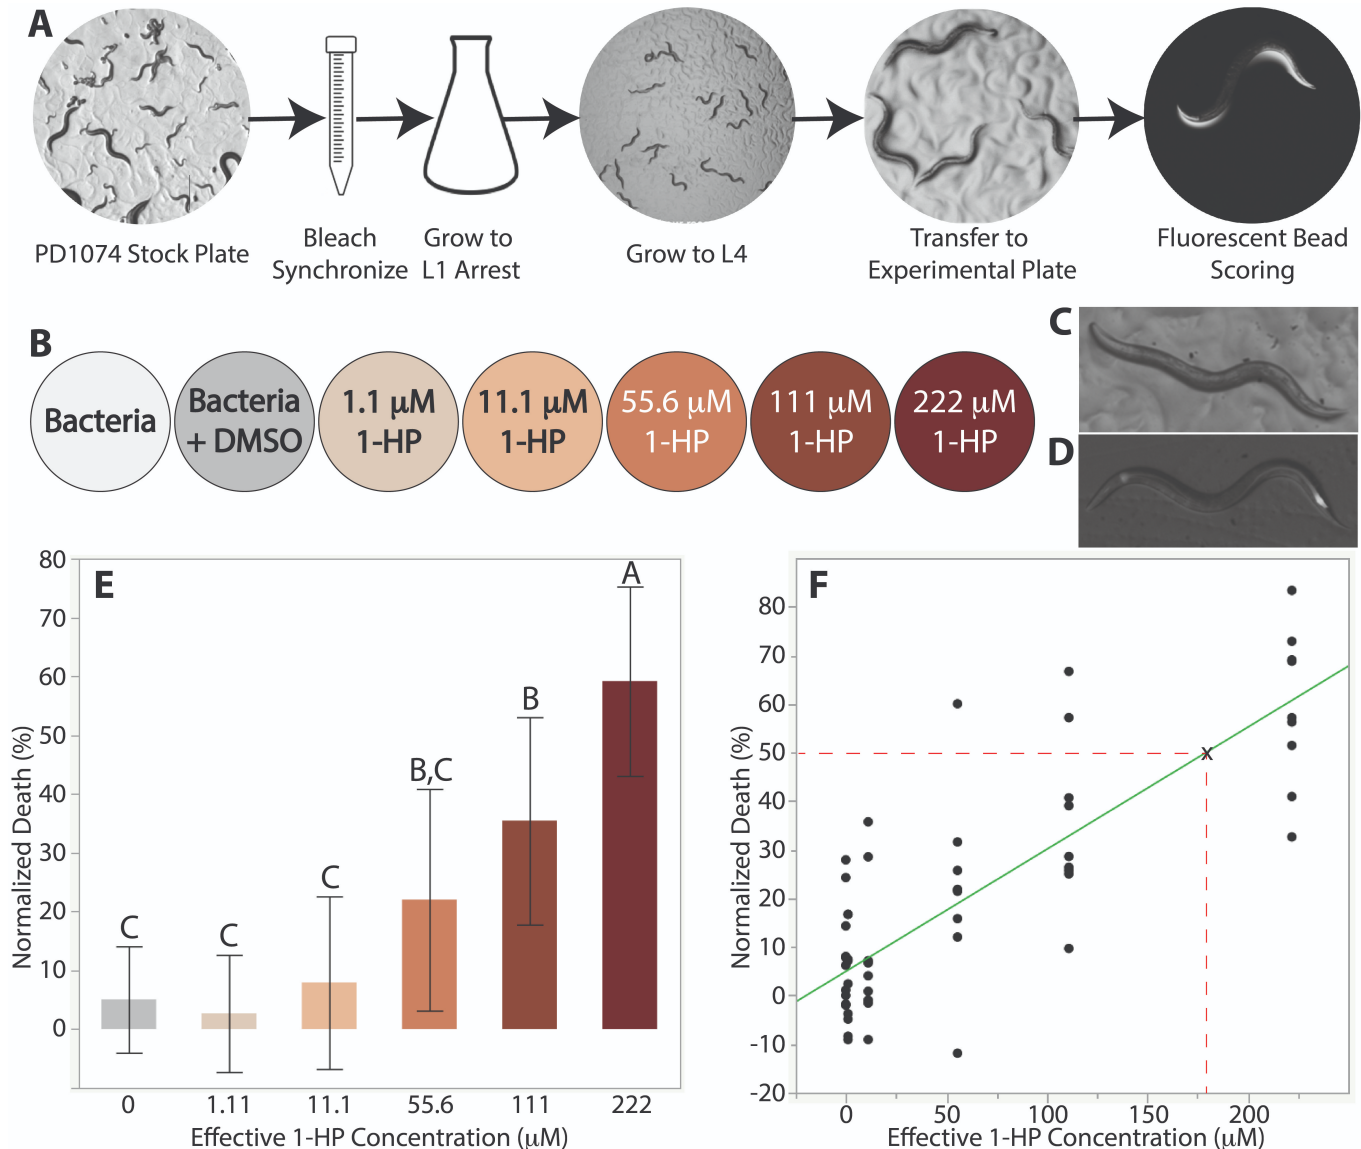 A
PD1074 Stock Plate
Bleach
Synchronize
Grow to
L1 Arrest
Grow to L4
Transfer to
Experimental Plate
Fluorescent Bead
Scoring
B
Bacteria
Bacteria
+ DMSO
1.1 µM
1-HP
11.1 µM
1-HP
55.6 µM
1-HP
111 µM
1-HP
222 µM
1-HP
C
D
E
Normalized Death (%)
80
70
60
50
40
30
20
10
0
C
C
C
B,C
B
A
0
1.11
11.1
55.6
111
222
Effective 1-HP Concentration (µM)
F
Normalized Death (%)
80
70
60
50
40
30
20
10
0
-10
-20
x
0
50
100
150
200
Effective 1-HP Concentration (µM)